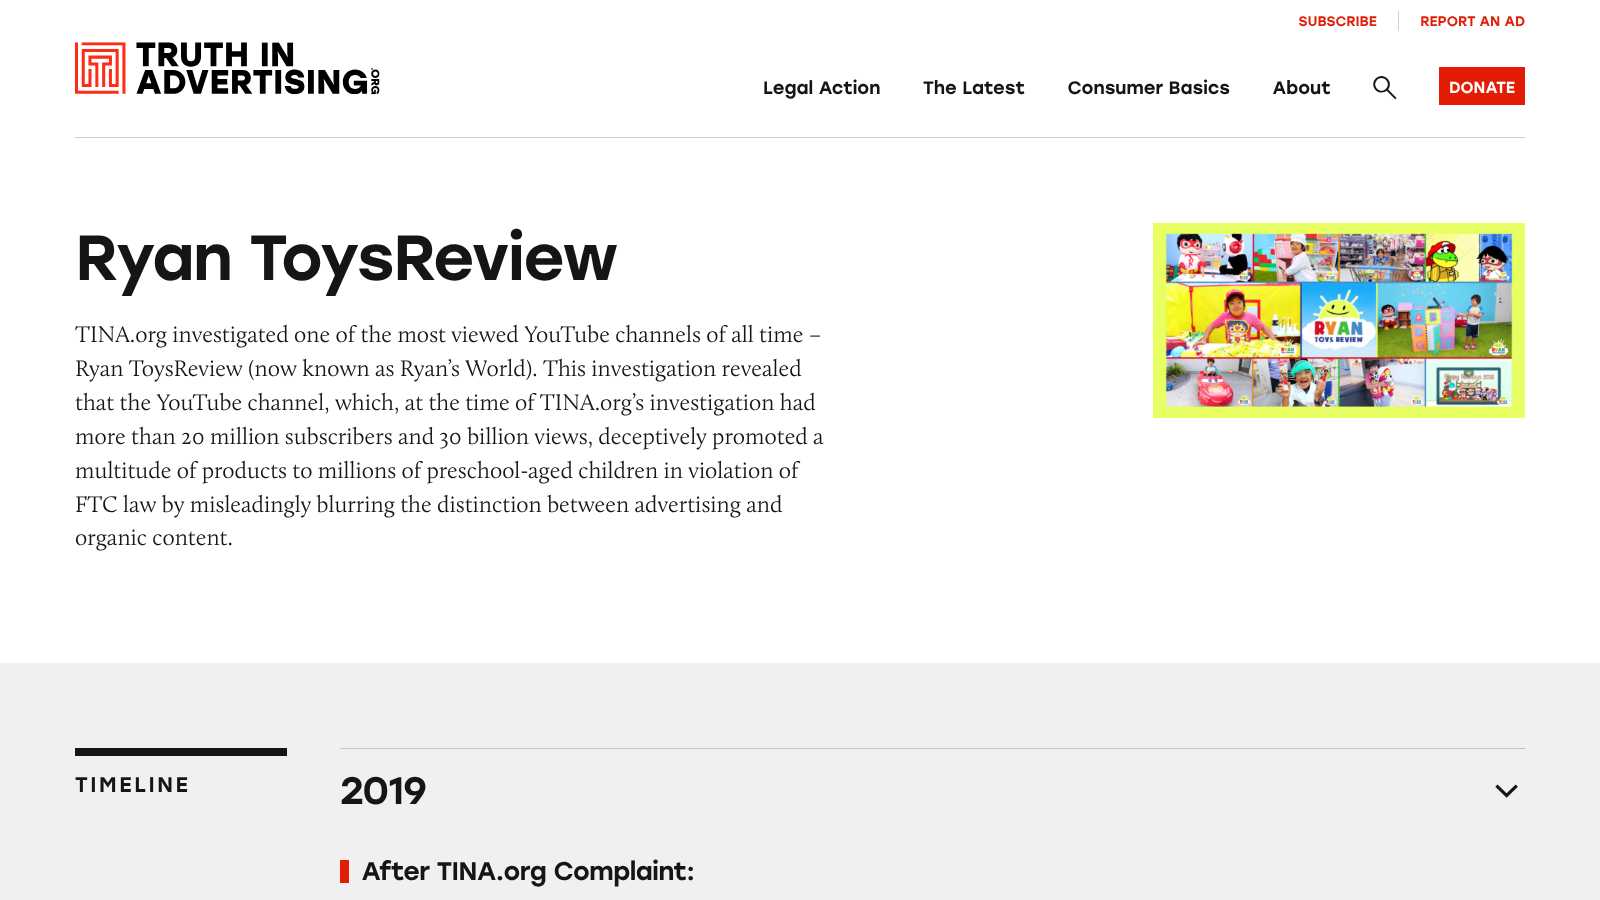 SUBSCRIBE
REPORT AN AD
TRUTH IN
ADVERTISING.ORG
Legal Action
The Latest
Consumer Basics
About
DONATE
Ryan ToysReview
TINA.org investigated one of the most viewed YouTube channels of all time –
Ryan ToysReview (now known as Ryan’s World). This investigation revealed
that the YouTube channel, which, at the time of TINA.org’s investigation had
more than 20 million subscribers and 30 billion views, deceptively promoted a
multitude of products to millions of preschool-aged children in violation of
FTC law by misleadingly blurring the distinction between advertising and
organic content.
RYAN
TOYS REVIEW
TIMELINE
2019
After TINA.org Complaint: